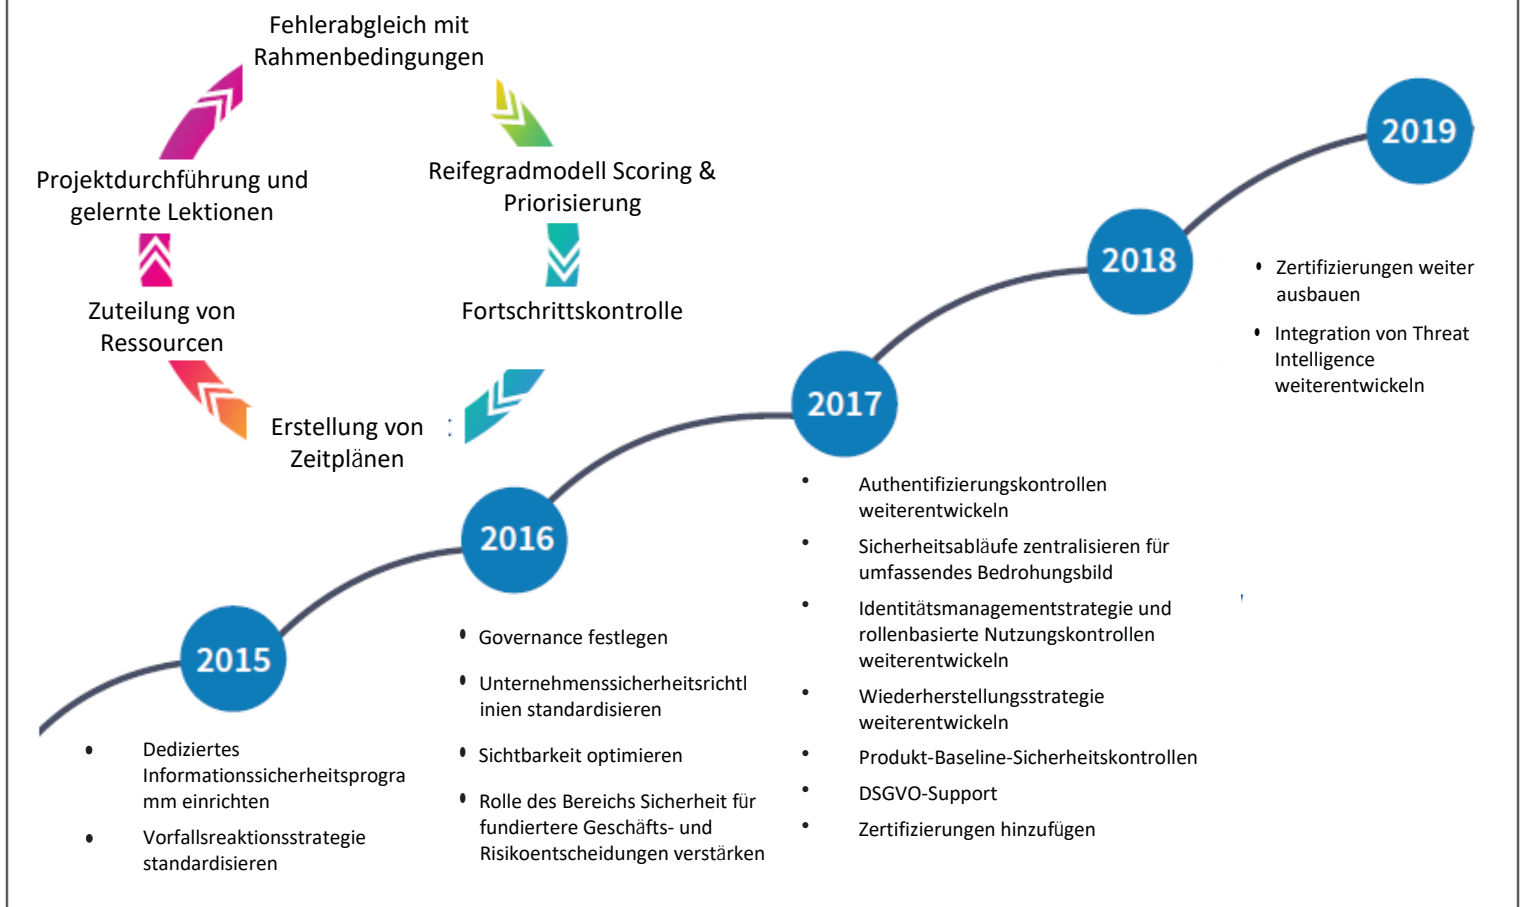 Fehlerabgleich mit
Rahmenbedingungen
Reifegradmodell Scoring &
Priorisierung
Fortschrittskontrolle
Erstellung von
Zeitplänen
Zuteilung von
Ressourcen
Projektdurchführung und
gelernte Lektionen
2015
• Dediziertes
Informationssicherheitsprogra
mm einrichten
• Vorfallsreaktionsstrategie
standardisieren
2016
• Governance festlegen
• Unternehmenssicherheitsrichtl
inien standardisieren
• Sichtbarkeit optimieren
• Rolle des Bereichs Sicherheit für
fundiertere Geschäfts- und
Risikoentscheidungen verstärken
2017
• Authentifizierungskontrollen
weiterentwickeln
• Sicherheitsabläufe zentralisieren für
umfassendes Bedrohungsbild
• Identitätsmanagementstrategie und
rollenbasierte Nutzungskontrollen
weiterentwickeln
• Wiederherstellungsstrategie
weiterentwickeln
• Produkt-Baseline-Sicherheitskontrollen
• DSGVO-Support
• Zertifizierungen hinzufügen
2018
2019
• Zertifizierungen weiter
ausbauen
• Integration von Threat
Intelligence
weiterentwickeln